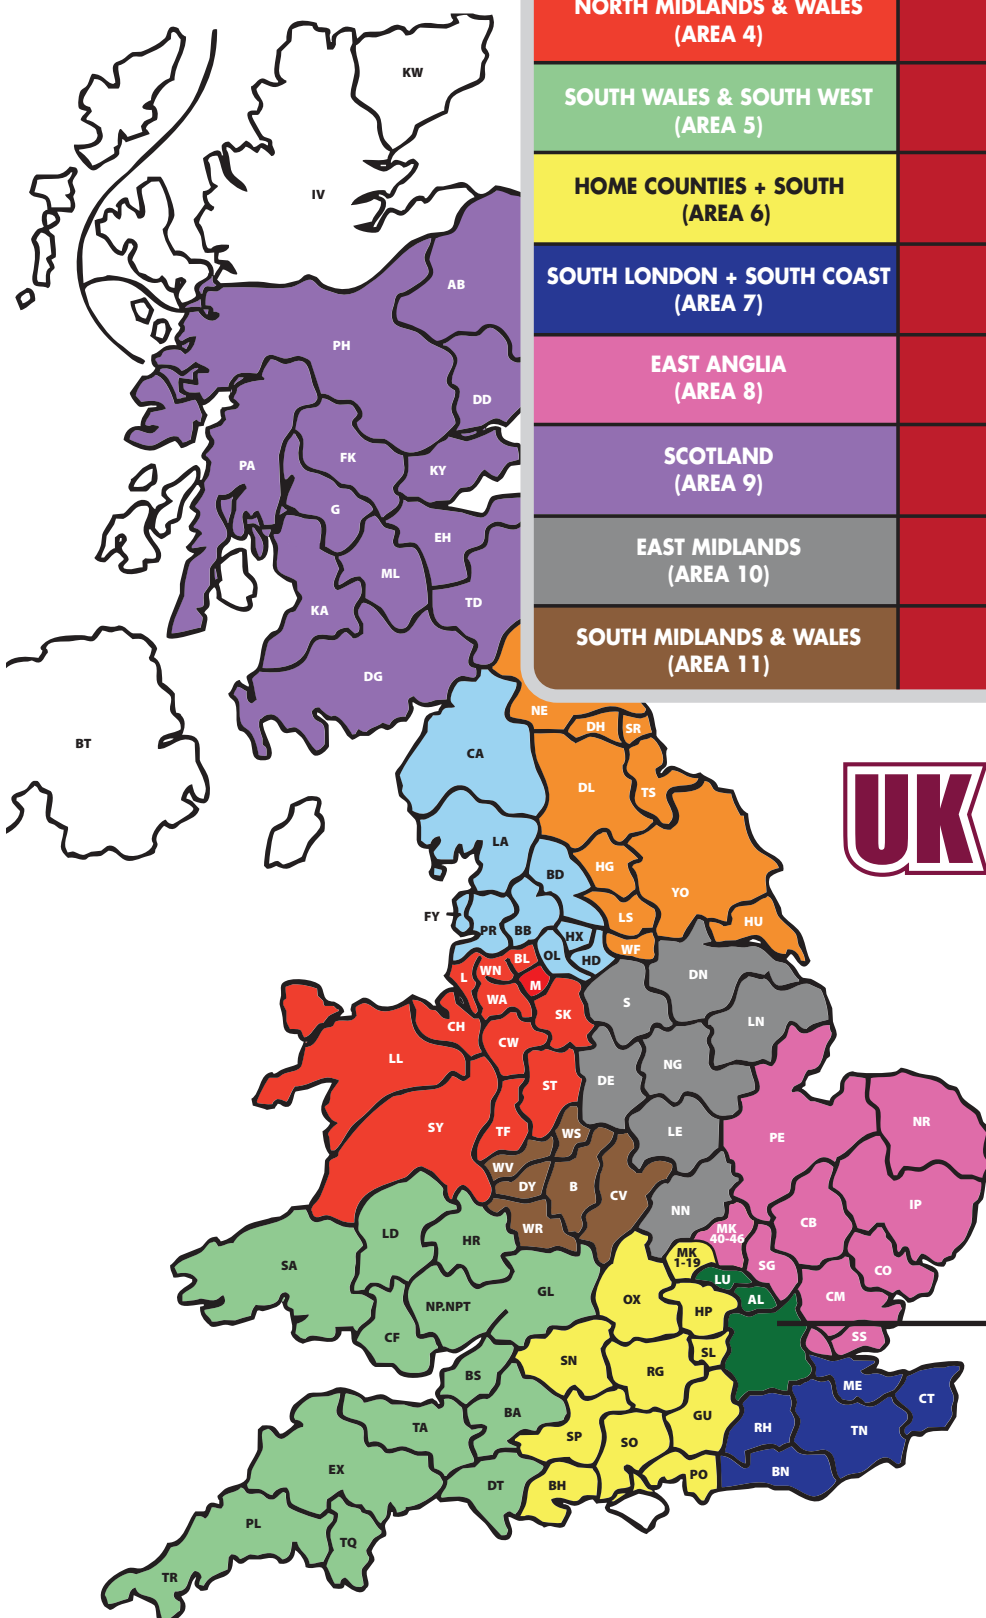 NORTH MIDLANDS & WALES
(AREA 4)
SOUTH WALES & SOUTH WEST
(AREA 5)
HOME COUNTIES + SOUTH
(AREA 6)
SOUTH LONDON + SOUTH COAST
(AREA 7)
EAST ANGLIA
(AREA 8)
SCOTLAND
(AREA 9)
EAST MIDLANDS
(AREA 10)
SOUTH MIDLANDS & WALES
(AREA 11)
UK
KW
IV
AB
PH
DD
FK
PA
KY
G
EH
ML
TD
KA
DG
BT
NE
DH
SR
CA
DL
TS
LA
BD
HG
YO
FY
LS
HU
PR
BB
HX
WF
OL
HD
BL
WN
L
M
DN
WA
S
SK
LN
CH
CW
LL
NG
ST
DE
SY
TF
WS
LE
PE
NR
WV
DY
B
CV
WR
NN
IP
CB
MK
40-46
LD
HR
MK
1-19
SA
SG
CO
LU
GL
OX
AL
CM
NP.NPT
HP
CF
SS
SL
SN
RG
BS
ME
CT
BA
GU
TA
RH
TN
SP
SO
EX
PO
BN
DT
BH
PL
TQ
TR